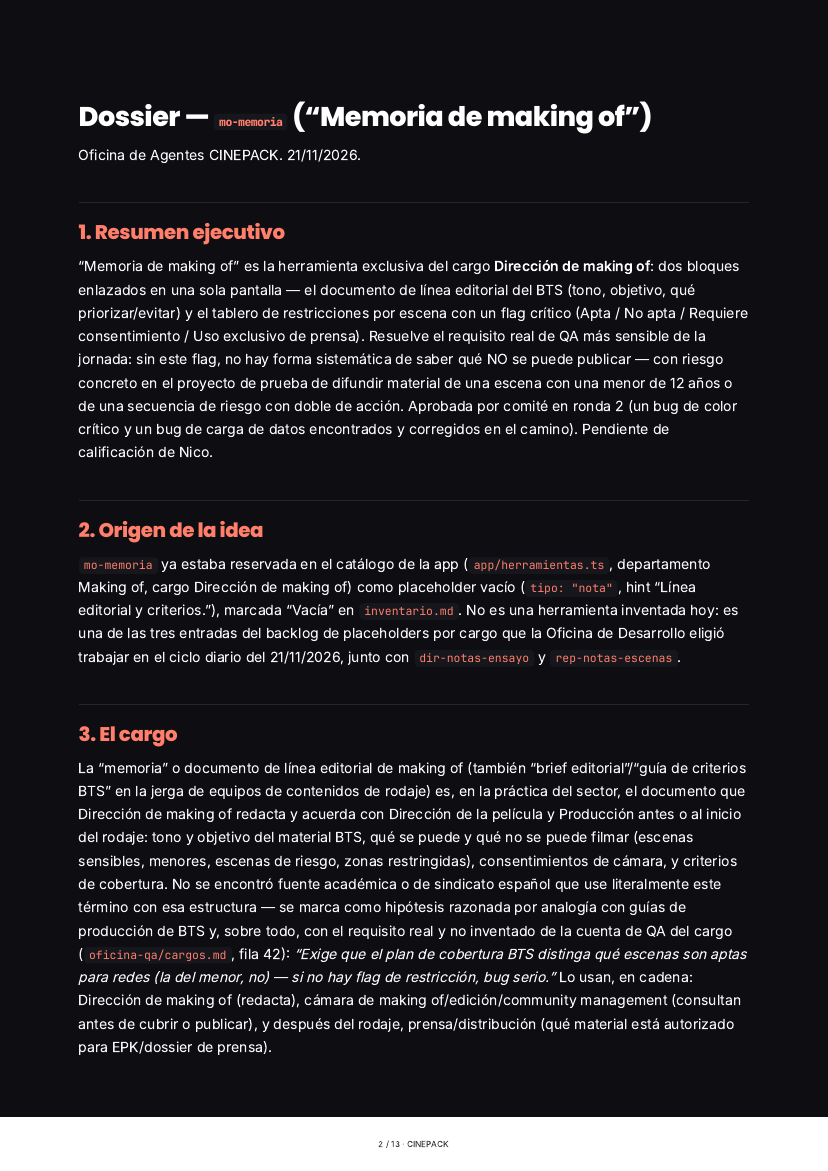 Dossier — mo-memoria (“Memoria de making of”)
Oficina de Agentes CINEPACK. 21/11/2026.
1. Resumen ejecutivo
“Memoria de making of” es la herramienta exclusiva del cargo Dirección de making of: dos bloques
enlazados en una sola pantalla — el documento de línea editorial del BTS (tono, objetivo, qué
priorizar/evitar) y el tablero de restricciones por escena con un flag crítico (Apta / No apta / Requiere
consentimiento / Uso exclusivo de prensa). Resuelve el requisito real de QA más sensible de la
jornada: sin este flag, no hay forma sistemática de saber qué NO se puede publicar — con riesgo
concreto en el proyecto de prueba de difundir material de una escena con una menor de 12 años o
de una secuencia de riesgo con doble de acción. Aprobada por comité en ronda 2 (un bug de color
crítico y un bug de carga de datos encontrados y corregidos en el camino). Pendiente de
calificación de Nico.
2. Origen de la idea
mo-memoria ya estaba reservada en el catálogo de la app ( app/herramientas.ts , departamento
Making of, cargo Dirección de making of) como placeholder vacío ( tipo: "nota" , hint “Línea
editorial y criterios.”), marcada “Vacía” en inventario.md . No es una herramienta inventada hoy: es
una de las tres entradas del backlog de placeholders por cargo que la Oficina de Desarrollo eligió
trabajar en el ciclo diario del 21/11/2026, junto con dir-notas-ensayo y rep-notas-escenas .
3. El cargo
La “memoria” o documento de línea editorial de making of (también “brief editorial”/“guía de criterios
BTS” en la jerga de equipos de contenidos de rodaje) es, en la práctica del sector, el documento que
Dirección de making of redacta y acuerda con Dirección de la película y Producción antes o al inicio
del rodaje: tono y objetivo del material BTS, qué se puede y qué no se puede filmar (escenas
sensibles, menores, escenas de riesgo, zonas restringidas), consentimientos de cámara, y criterios
de cobertura. No se encontró fuente académica o de sindicato español que use literalmente este
término con esa estructura — se marca como hipótesis razonada por analogía con guías de
producción de BTS y, sobre todo, con el requisito real y no inventado de la cuenta de QA del cargo
( oficina-qa/cargos.md , fila 42): “Exige que el plan de cobertura BTS distinga qué escenas son aptas
para redes (la del menor, no) — si no hay flag de restricción, bug serio.” Lo usan, en cadena:
Dirección de making of (redacta), cámara de making of/edición/community management (consultan
antes de cubrir o publicar), y después del rodaje, prensa/distribución (qué material está autorizado
para EPK/dossier de prensa).
2 / 13 · CINEPACK